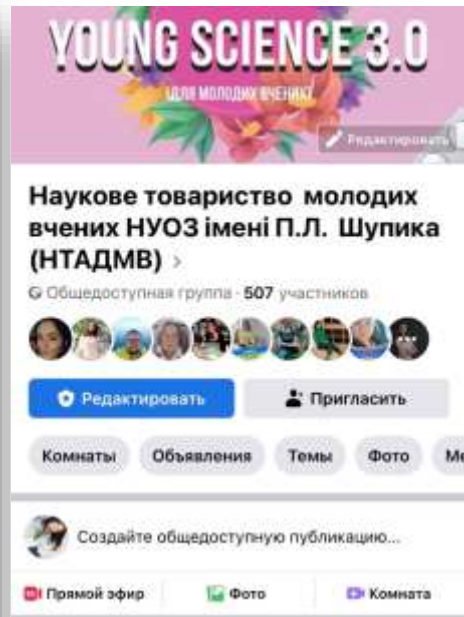 YOUNG SCIENCE 3.0
ДЛЯ МОЛОДИХ ВЧЕНИХ
Редактировать
Наукове товариство молодих
вчених НУОЗ імені П.Л. Шупика
(НТАДМВ) >
Общедоступная группа · 507 участников
Редактировать
Пригласить
Комнаты Объявления Темы Фото Ме
Создайте общедоступную публикацию...
Прямой эфир Фото Комната